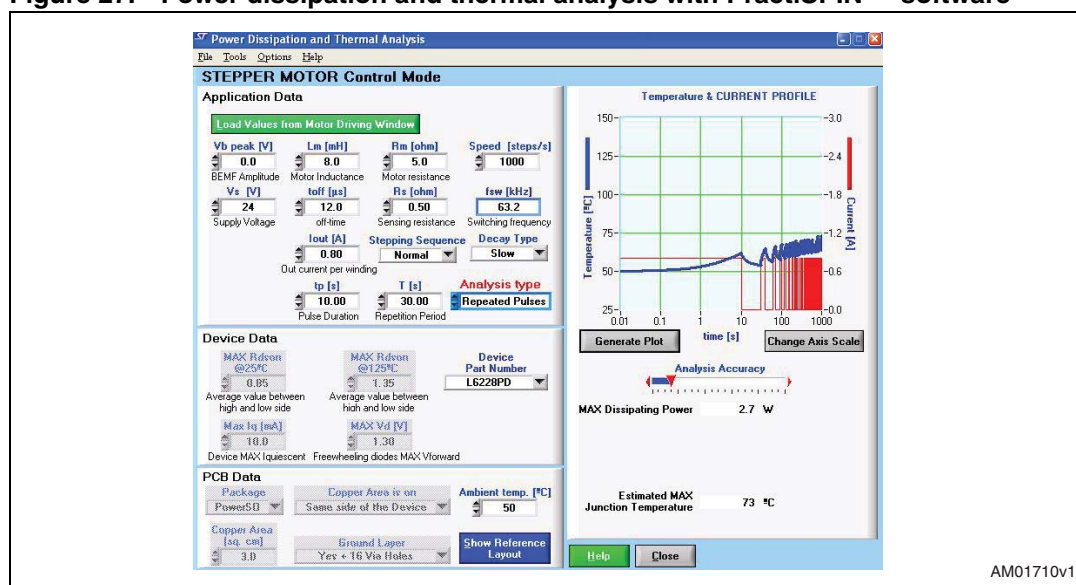 Figure 27. Power dissipation and thermal analysis with PractiSPIN™ software
Power Dissipation and Thermal Analysis
File Tools Options Help
STEPPER MOTOR Control Mode
Application Data
Load Values from Motor Driving Window
Vb peak [V] Lm [mH] Rm [ohm] Speed [steps/s]
0.0 8.0 5.0 1000
BEMF Amplitude Motor Inductance Motor resistance
Vs [V] toff [µs] Rs [ohm] fsw [kHz]
24 12.0 0.50 63.2
Supply Voltage off-time Sensing resistance Switching frequency
Iout [A] Stepping Sequence Decay Type
0.80 Normal Slow
Out current per winding
tp [s] T [s] Analysis type
10.00 30.00 Repeated Pulses
Pulse Duration Repetition Period
Device Data
MAX Rdson @25ºC
0.85
Average value between
high and low side
MAX Rdson @125ºC
1.35
Average value between
high and low side
Device
Part Number
L6228PD
Max Iq [mA] MAX Vd [V]
10.0 1.30
Device MAX Iquiescent Freewheeling diodes MAX Vforward
PCB Data
Package Copper Area is on Ambient temp. [ºC]
PowerSO Same side of the Device 50
Copper Area
[sq. cm]
3.0
Ground Layer
Yes + 16 Via Holes
Show Reference
Layout
Temperature & CURRENT PROFILE
150 3.0
125 2.4
100 1.8
75 1.2
50 0.6
25 0.0
Temperature [ºC]
Current [A]
0.01 0.1 1 10 100 1000
time [s]
Generate Plot Change Axis Scale
Analysis Accuracy
MAX Dissipating Power 2.7 W
Estimated MAX
Junction Temperature 73 ºC
Help Close
AM01710v1